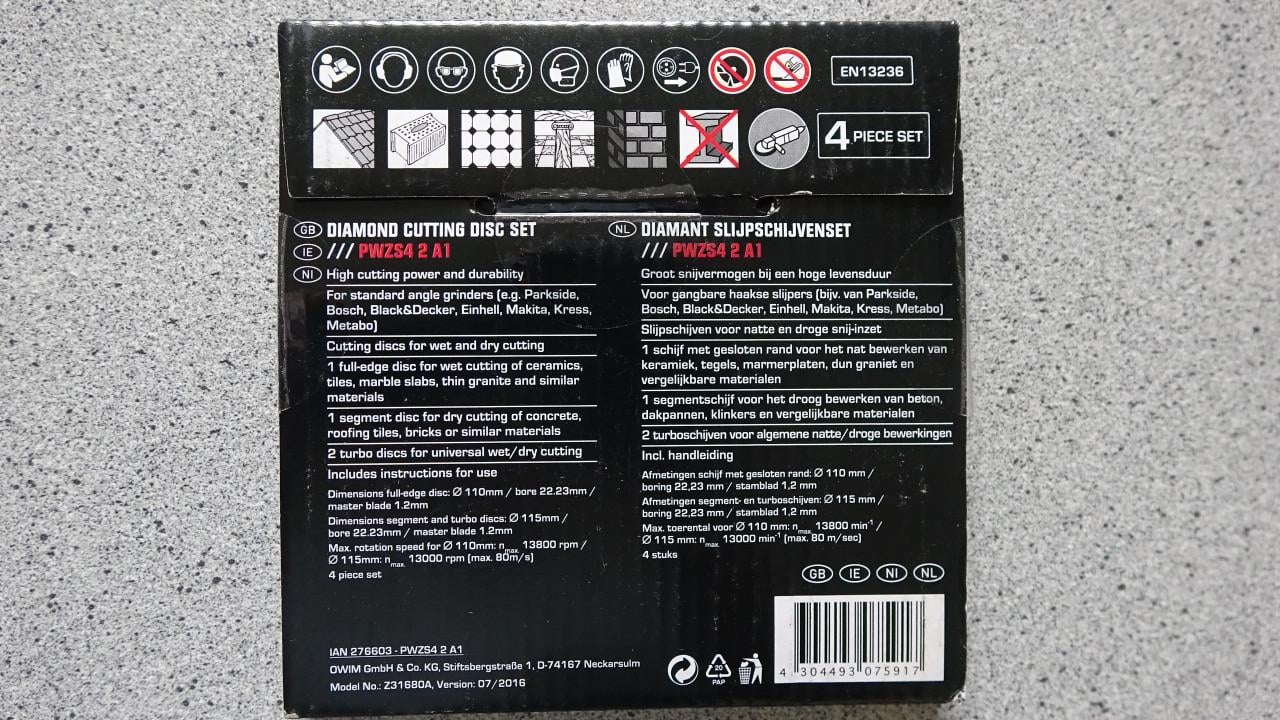 EN13236
4 PIECE SET
GB DIAMOND CUTTING DISC SET
IE /// PWZS4 2 A1
NI High cutting power and durability
For standard angle grinders (e.g. Parkside,
Bosch, Black&Decker, Einhell, Makita, Kress,
Metabo)
Cutting discs for wet and dry cutting
1 full-edge disc for wet cutting of ceramics,
tiles, marble slabs, thin granite and similar
materials
1 segment disc for dry cutting of concrete,
roofing tiles, bricks or similar materials
2 turbo discs for universal wet/dry cutting
Includes instructions for use
Dimensions full-edge disc: Ø 110mm / bore 22.23mm /
master blade 1.2mm
Dimensions segment and turbo discs: Ø 115mm /
bore 22.23mm / master blade 1.2mm
Max. rotation speed for Ø 110mm: nmax. 13800 rpm /
Ø 115mm: nmax. 13000 rpm (max. 80m/s)
4 piece set
NL DIAMANT SLIJPSCHIJVENSET
/// PWZS4 2 A1
Groot snijvermogen bij een hoge levensduur
Voor gangbare haakse slijpers (bijv. van Parkside,
Bosch, Black&Decker, Einhell, Makita, Kress, Metabo)
Slijpschijven voor natte en droge snij-inzet
1 schijf met gesloten rand voor het nat bewerken van
keramiek, tegels, marmerplaten, dun graniet en
vergelijkbare materialen
1 segmentschijf voor het droog bewerken van beton,
dakpannen, klinkers en vergelijkbare materialen
2 turboschijven voor algemene natte/droge bewerkingen
Incl. handleiding
Afmetingen schijf met gesloten rand: Ø 110 mm /
boring 22,23 mm / stamblad 1,2 mm
Afmetingen segment- en turboschijven: Ø 115 mm /
boring 22,23 mm / stamblad 1,2 mm
Max. toerental voor Ø 110 mm: nmax. 13800 min⁻¹ /
Ø 115 mm: nmax. 13000 min⁻¹ (max. 80 m/sec)
4 stuks
GB IE NI NL
IAN 276603 - PWZS4 2 A1
OWIM GmbH & Co. KG, Stiftsbergstraße 1, D-74167 Neckarsulm
Model No.: Z31680A, Version: 07/2016
20
PAP
4 304493 075917